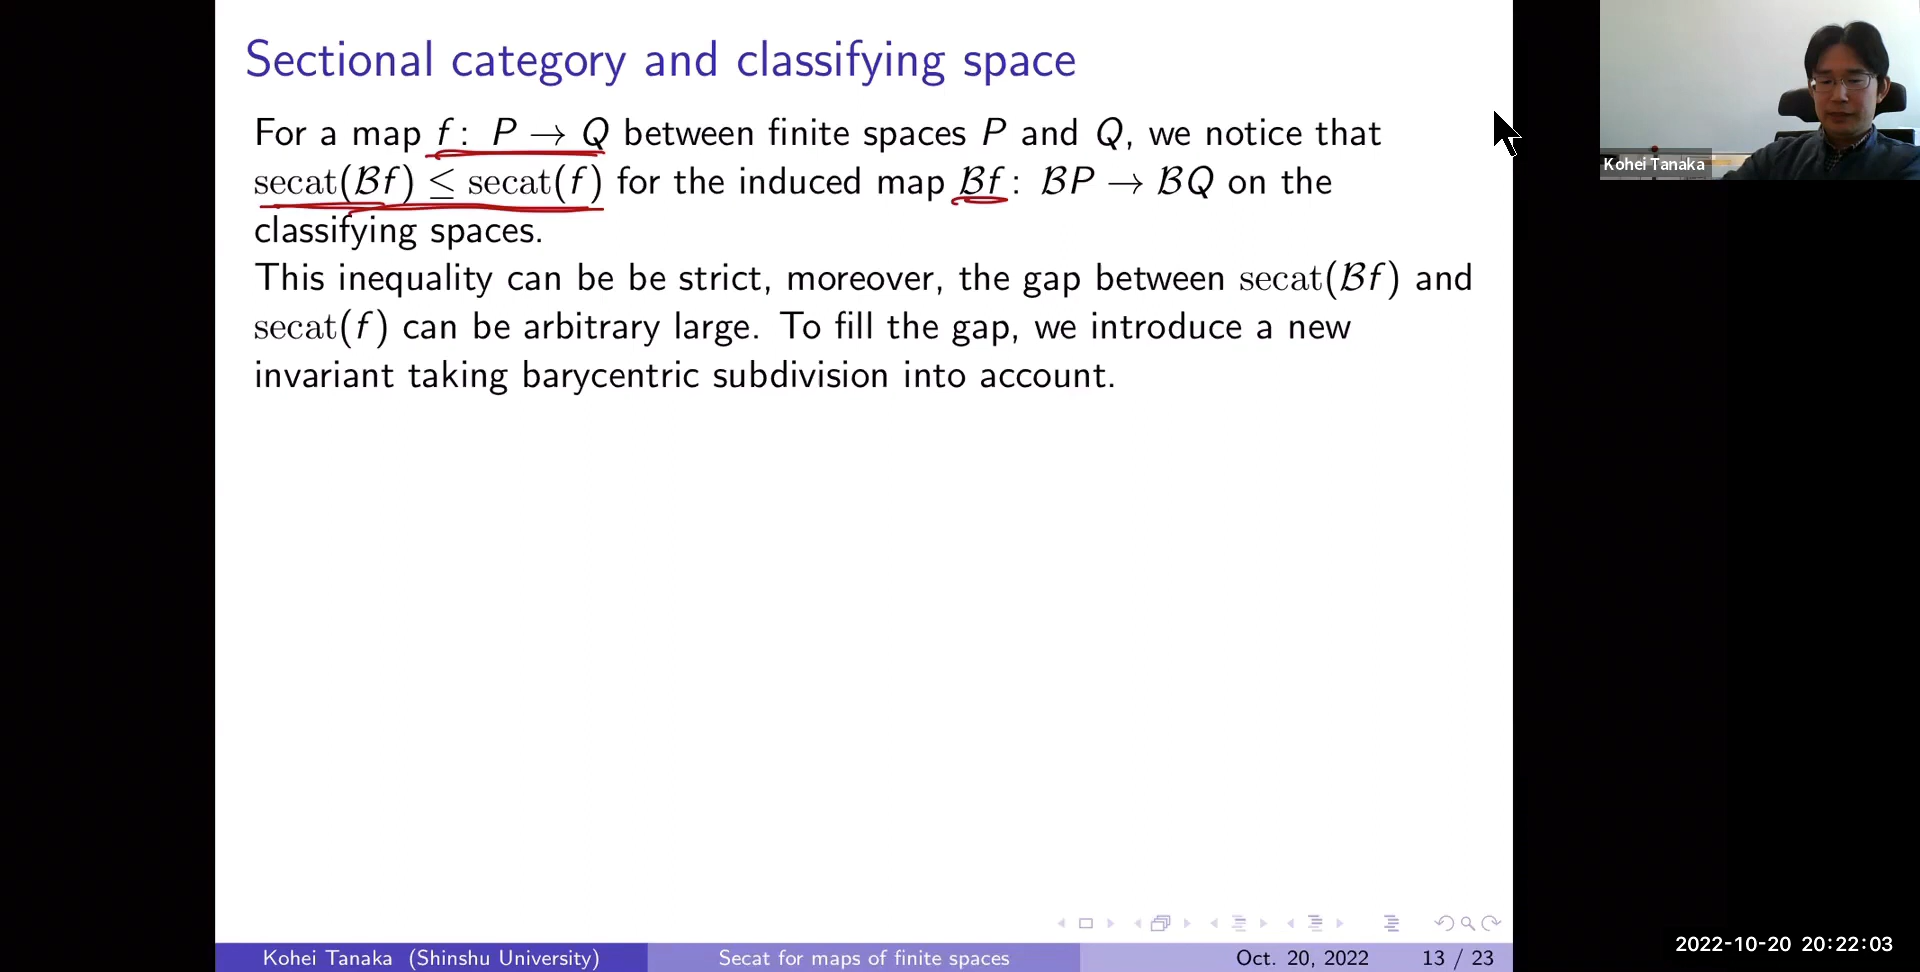 Sectional category and classifying space
For a map f : P → Q between finite spaces P and Q, we notice that
secat(ℬf) ≤ secat(f) for the induced map ℬf : ℬP → ℬQ on the
classifying spaces.
This inequality can be be strict, moreover, the gap between secat(ℬf) and
secat(f) can be arbitrary large. To fill the gap, we introduce a new
invariant taking barycentric subdivision into account.
Kohei Tanaka
Kohei Tanaka (Shinshu University) Secat for maps of finite spaces Oct. 20, 2022 13 / 23
2022-10-20 20:22:03